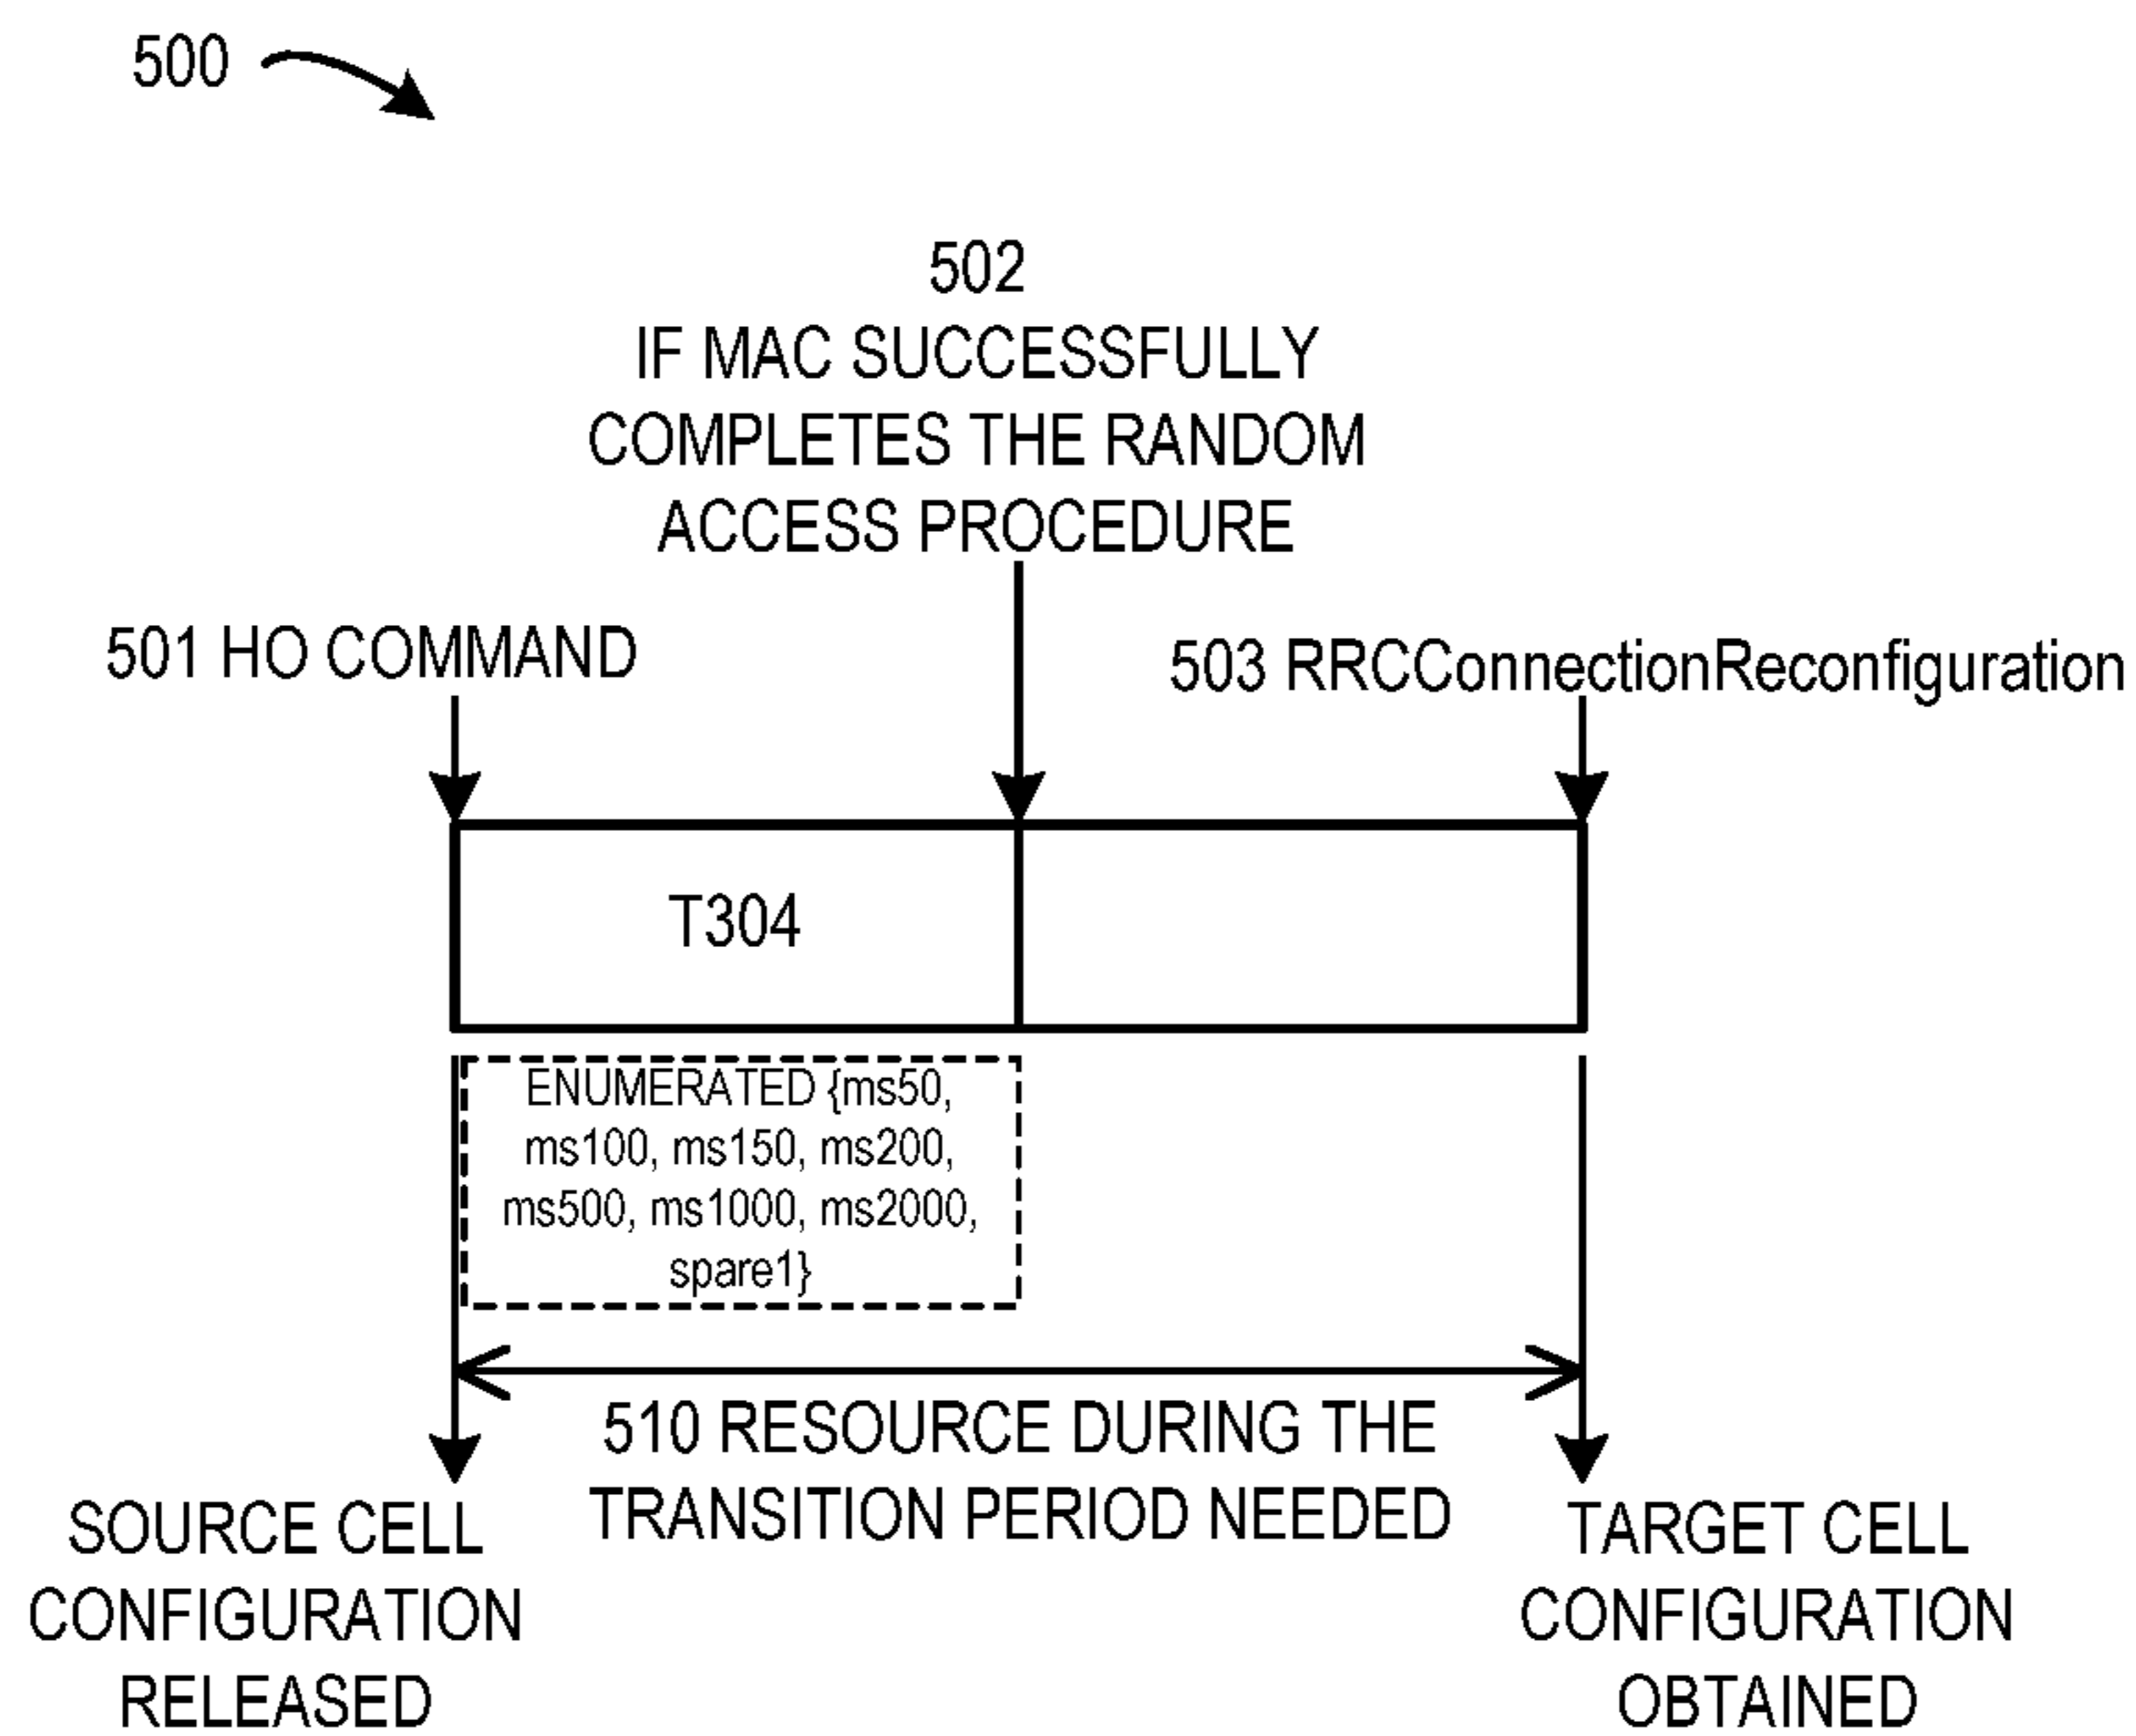 500
502
IF MAC SUCCESSFULLY
COMPLETES THE RANDOM
ACCESS PROCEDURE
501 HO COMMAND
503 RRCConnectionReconfiguration
T304
ENUMERATED {ms50,
ms100, ms150, ms200,
ms500, ms1000, ms2000,
spare1}
510 RESOURCE DURING THE
TRANSITION PERIOD NEEDED
SOURCE CELL
CONFIGURATION
RELEASED
TARGET CELL
CONFIGURATION
OBTAINED